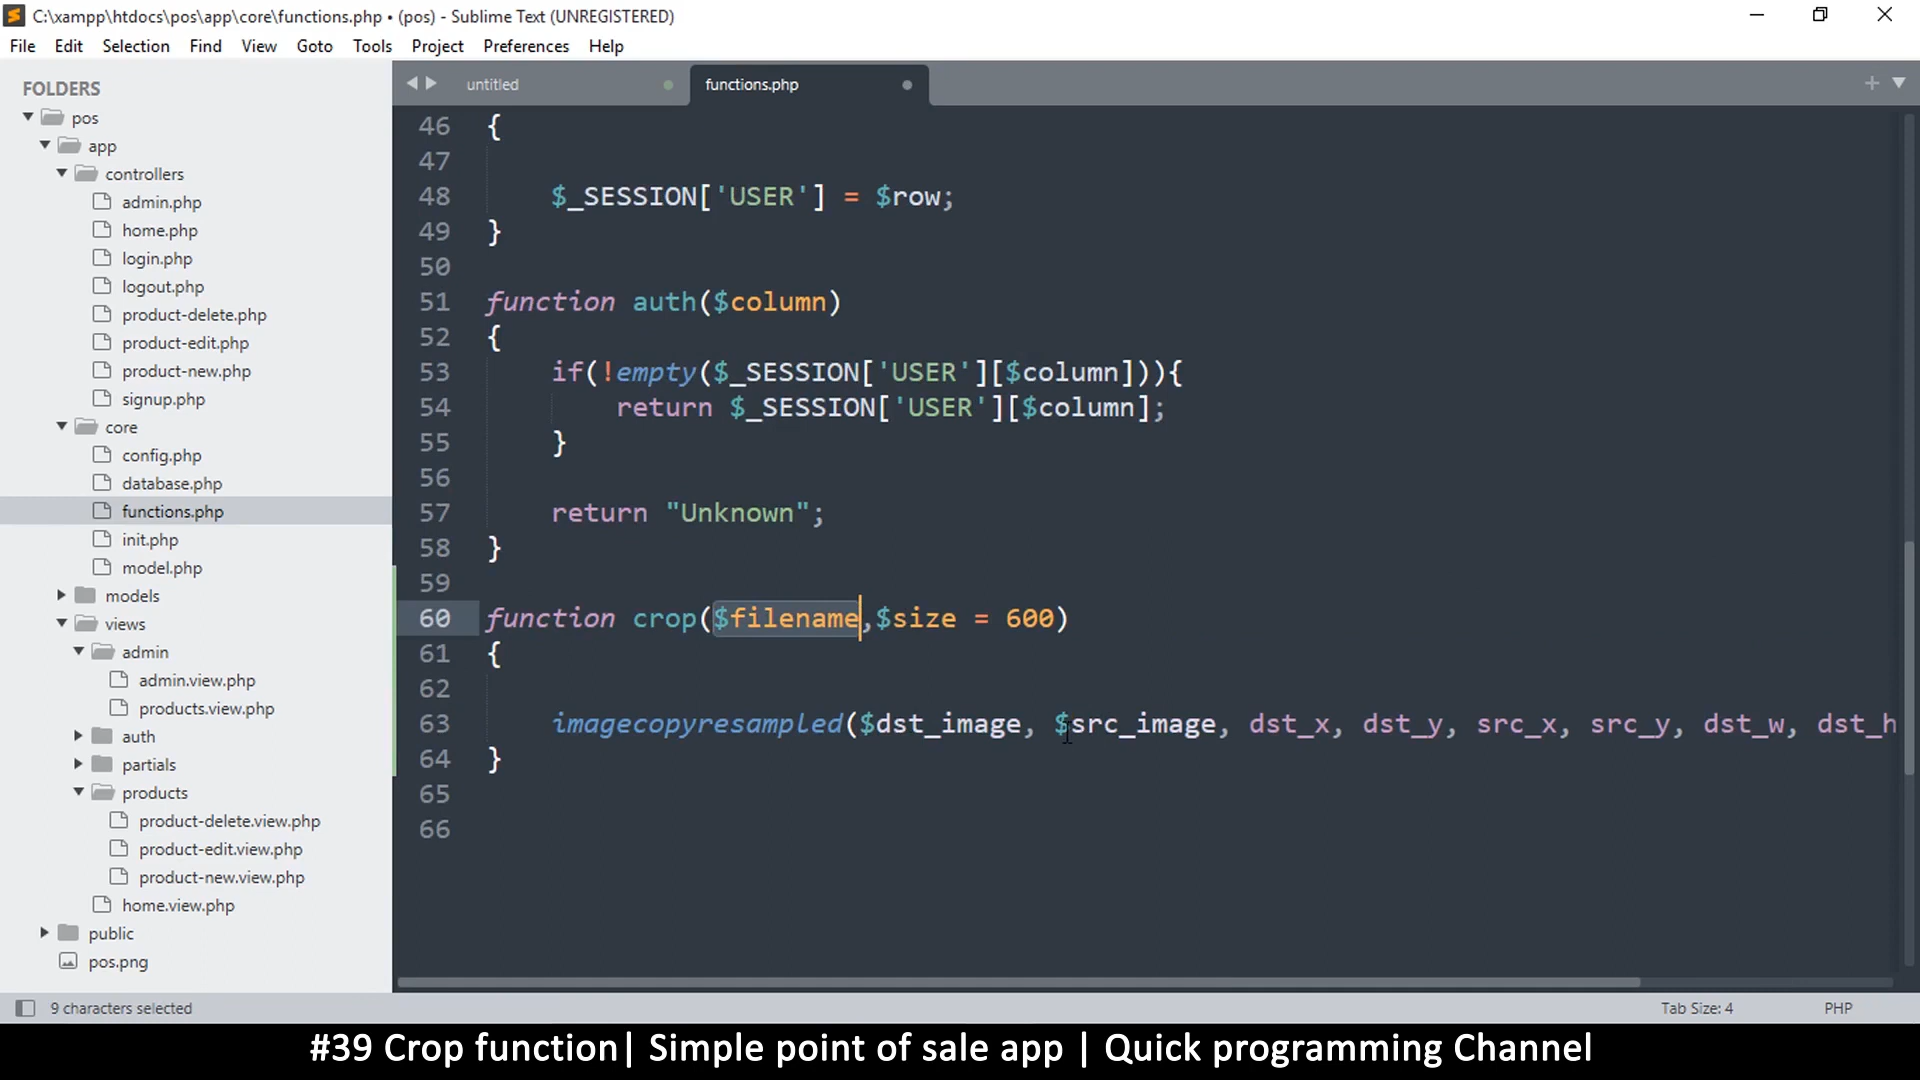 C:\xampp\htdocs\pos\app\core\functions.php • (pos) - Sublime Text (UNREGISTERED)
File Edit Selection Find View Goto Tools Project Preferences Help
FOLDERS
pos
app
controllers
admin.php
home.php
login.php
logout.php
product-delete.php
product-edit.php
product-new.php
signup.php
core
config.php
database.php
functions.php
init.php
model.php
models
views
admin
admin.view.php
products.view.php
auth
partials
products
product-delete.view.php
product-edit.view.php
product-new.view.php
home.view.php
public
pos.png
untitled functions.php
46 {
47
48 $_SESSION['USER'] = $row;
49 }
50
51 function auth($column)
52 {
53 if(!empty($_SESSION['USER'][$column])){
54 return $_SESSION['USER'][$column];
55 }
56
57 return "Unknown";
58 }
59
60 function crop($filename,$size = 600)
61 {
62
63 imagecopyresampled($dst_image, $src_image, dst_x, dst_y, src_x, src_y, dst_w, dst_h
64 }
65
66
9 characters selected Tab Size: 4 PHP
#39 Crop function| Simple point of sale app | Quick programming Channel